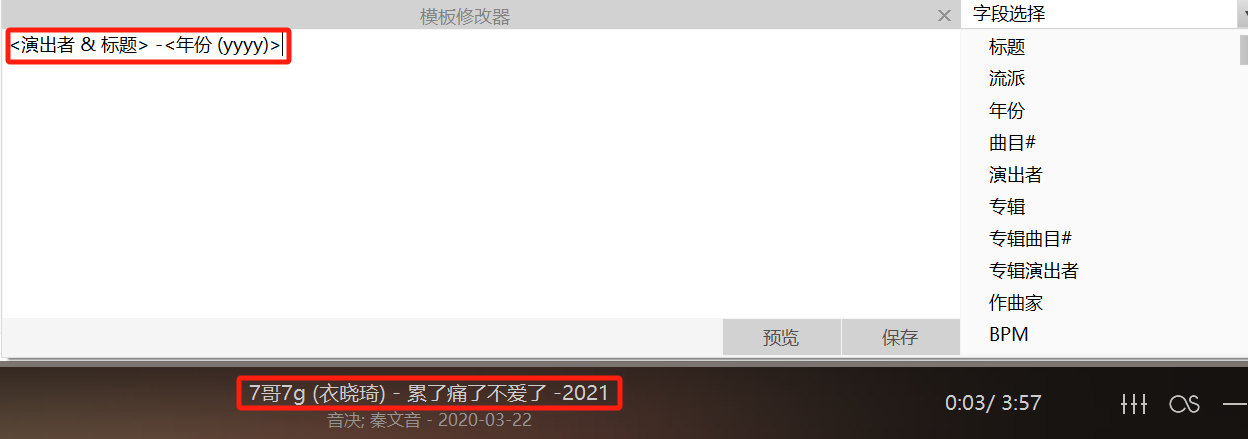 模板修改器
字段选择
<演出者 & 标题> -<年份 (yyyy)>
标题
流派
年份
曲目#
演出者
专辑
专辑曲目#
专辑演出者
作曲家
BPM
预览 保存
7哥7g (衣晓琦) - 累了痛了不爱了 -2021
音决; 秦文音 - 2020-03-22
0:03/ 3:57